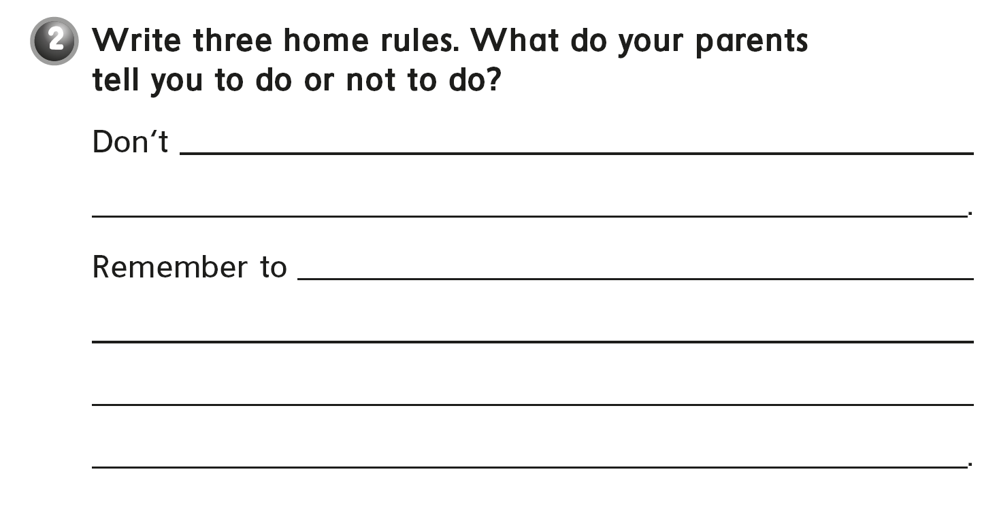 2 Write three home rules. What do your parents
tell you to do or not to do?
Don‘t
.
Remember to
.